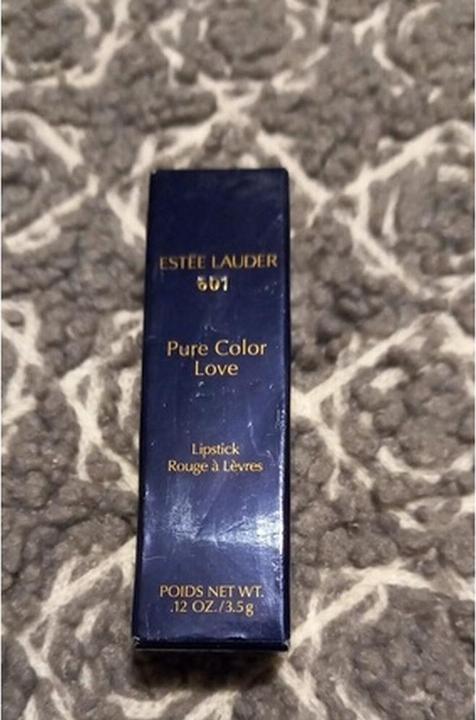 ESTĒE LAUDER
Pure Color
Love
Lipstick
Rouge à Lèvres
POIDS NET WT.
.12 OZ./3.5g